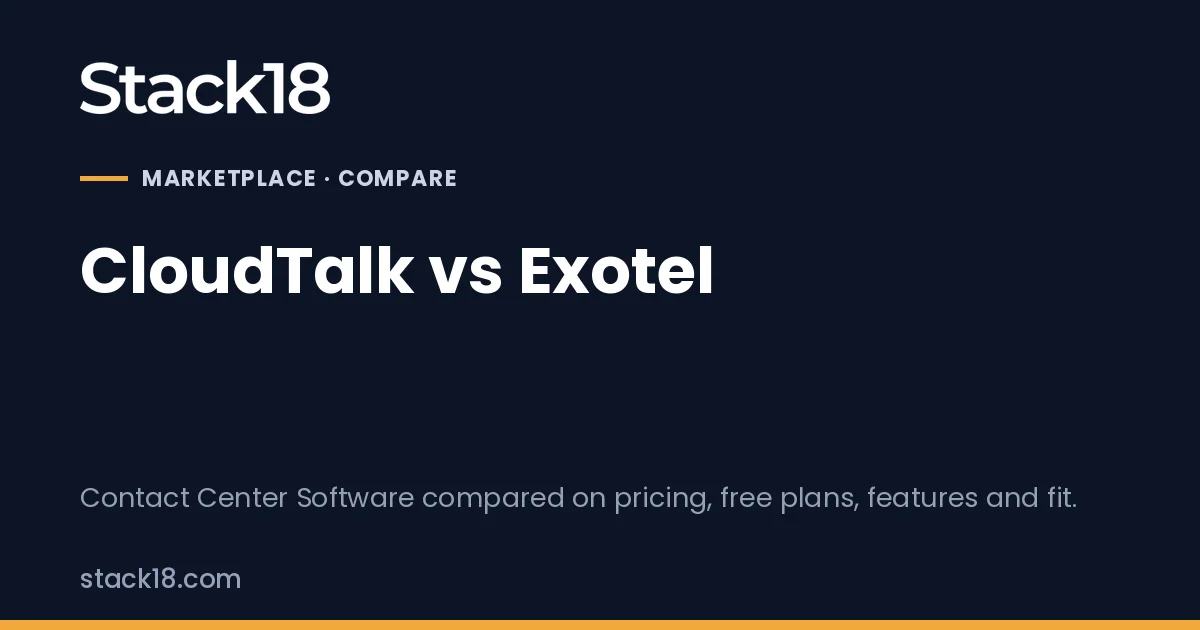 Stack18
MARKETPLACE · COMPARE
CloudTalk vs Exotel
Contact Center Software compared on pricing, free plans, features and fit.
stack18.com